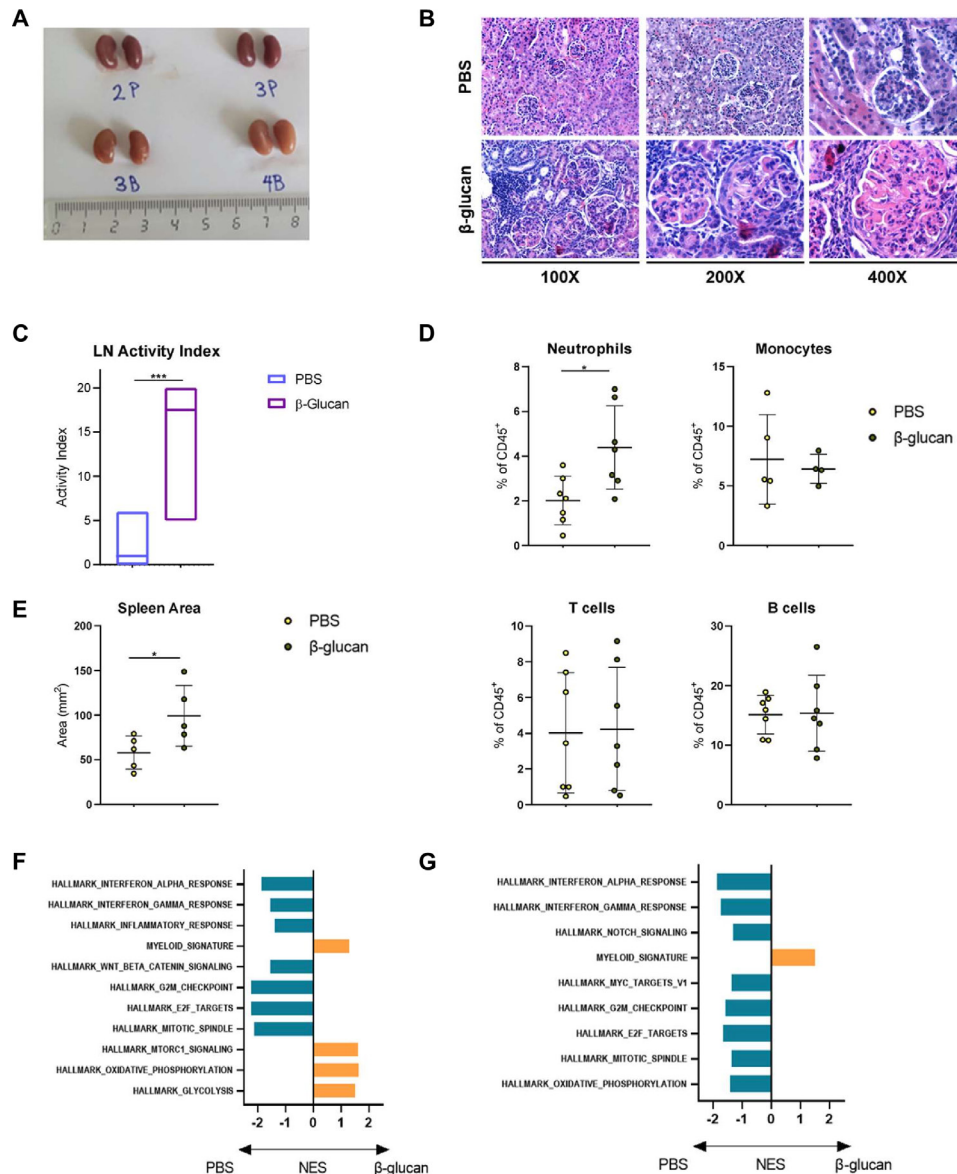 A
2P
3P
3B
4B
0 1 2 3 4 5 6 7 8
B
PBS
β-glucan
100X
200X
400X
C
LN Activity Index
***
20
15
10
5
0
Activity Index
PBS
β-Glucan
D
Neutrophils
*
8
6
4
2
0
% of CD45+
Monocytes
15
10
5
0
% of CD45+
PBS
β-glucan
T cells
10
8
6
4
2
0
% of CD45+
B cells
30
20
10
0
% of CD45+
E
Spleen Area
*
200
150
100
50
0
Area (mm²)
PBS
β-glucan
F
HALLMARK_INTERFERON_ALPHA_RESPONSE
HALLMARK_INTERFERON_GAMMA_RESPONSE
HALLMARK_INFLAMMATORY_RESPONSE
MYELOID_SIGNATURE
HALLMARK_WNT_BETA_CATENIN_SIGNALING
HALLMARK_G2M_CHECKPOINT
HALLMARK_E2F_TARGETS
HALLMARK_MITOTIC_SPINDLE
HALLMARK_MTORC1_SIGNALING
HALLMARK_OXIDATIVE_PHOSPHORYLATION
HALLMARK_GLYCOLYSIS
-2 -1 0 1 2
PBS NES β-glucan
G
HALLMARK_INTERFERON_ALPHA_RESPONSE
HALLMARK_INTERFERON_GAMMA_RESPONSE
HALLMARK_NOTCH_SIGNALING
MYELOID_SIGNATURE
HALLMARK_MYC_TARGETS_V1
HALLMARK_G2M_CHECKPOINT
HALLMARK_E2F_TARGETS
HALLMARK_MITOTIC_SPINDLE
HALLMARK_OXIDATIVE_PHOSPHORYLATION
-2 -1 0 1 2
PBS NES β-glucan